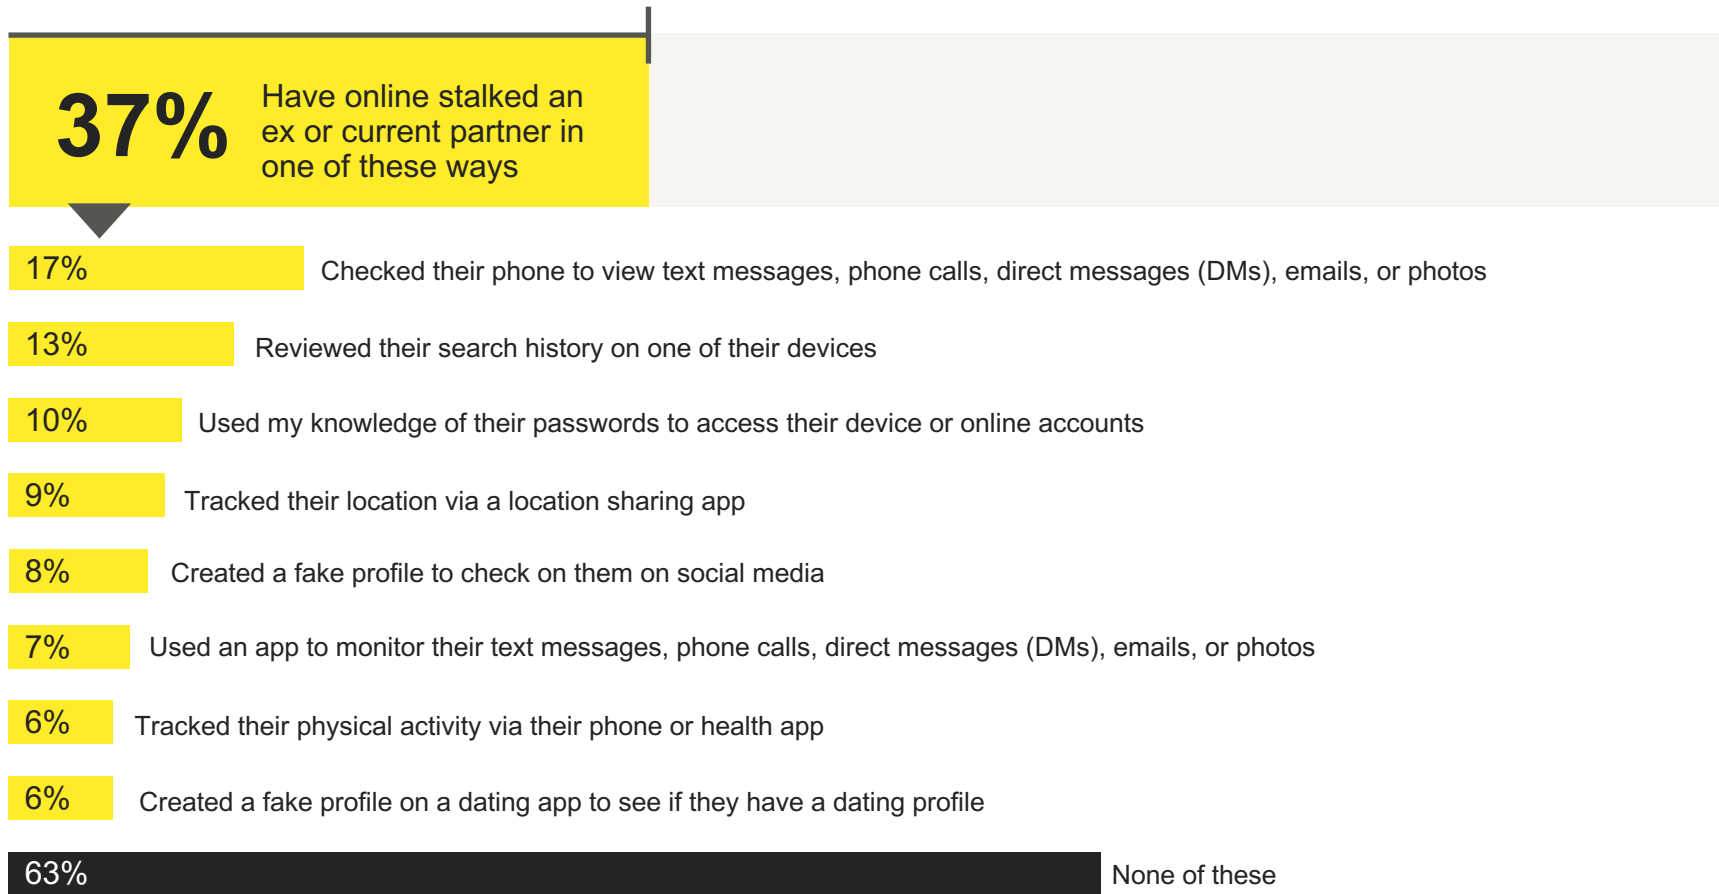 37%
Have online stalked an
ex or current partner in
one of these ways
17%
Checked their phone to view text messages, phone calls, direct messages (DMs), emails, or photos
13%
Reviewed their search history on one of their devices
10%
Used my knowledge of their passwords to access their device or online accounts
9%
Tracked their location via a location sharing app
8%
Created a fake profile to check on them on social media
7%
Used an app to monitor their text messages, phone calls, direct messages (DMs), emails, or photos
6%
Tracked their physical activity via their phone or health app
6%
Created a fake profile on a dating app to see if they have a dating profile
63%
None of these